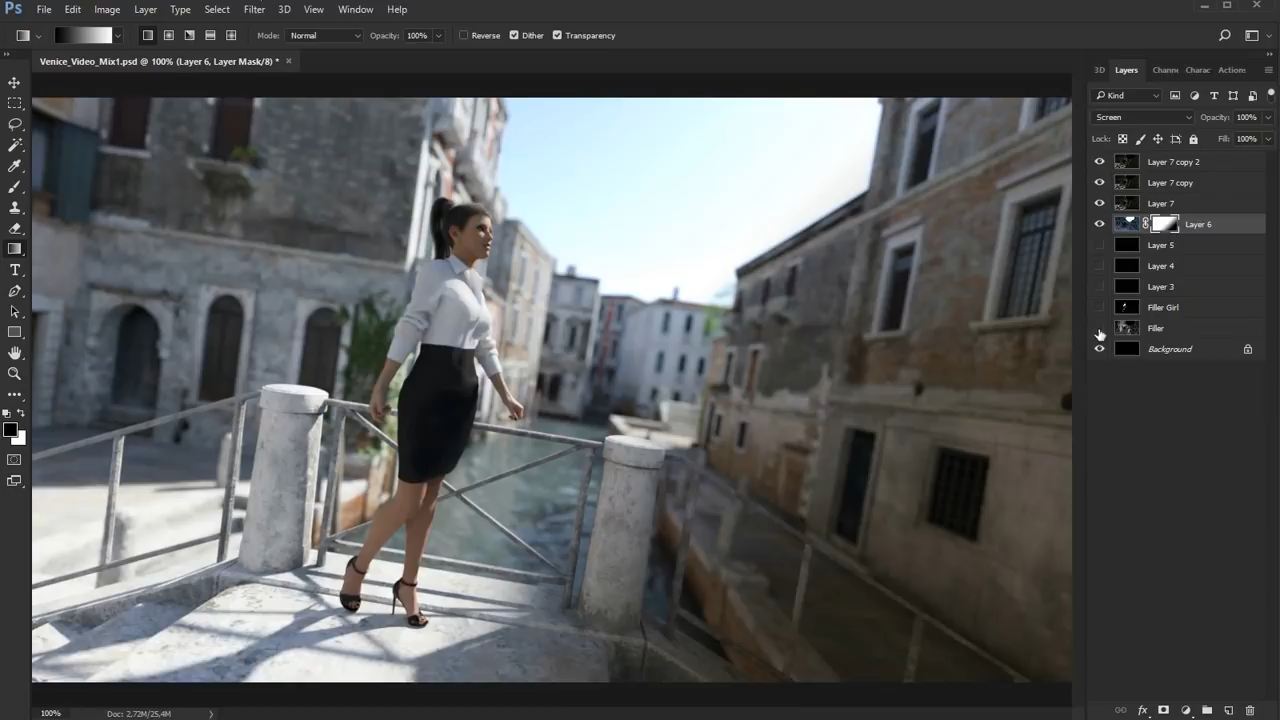 Ps File Edit Image Layer Type Select Filter 3D View Window Help
Mode: Normal Opacity: 100% Reverse Dither Transparency
Venice_Video_Mix1.psd @ 100% (Layer 6, Layer Mask/8) * ×
3D Layers Chann Charac Actions
Kind
Screen Opacity: 100%
Lock: Fill: 100%
Layer 7 copy 2
Layer 7 copy
Layer 7
Layer 6
Layer 5
Layer 4
Layer 3
Filler Girl
Filler
Background
100% Doc: 2,72M/25,4M
fx